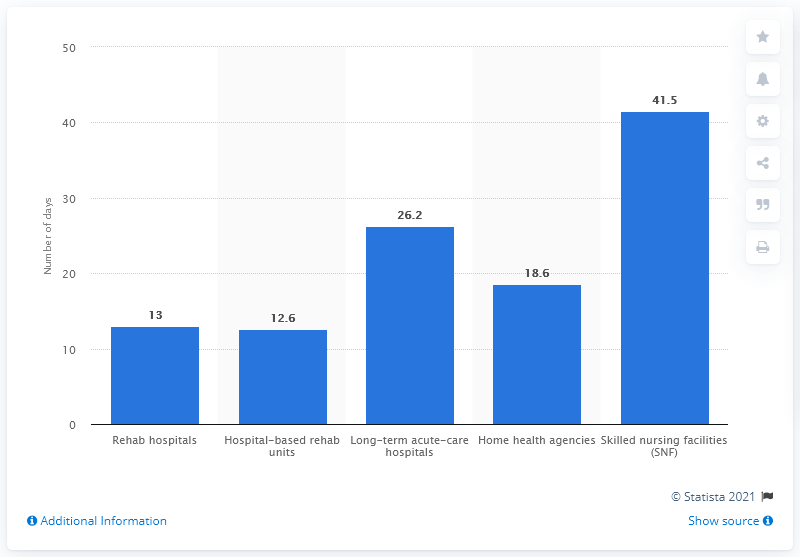 50
40
30
20
10
0
Number of days
13
12.6
26.2
18.6
41.5
Rehab hospitals
Hospital-based rehab
units
Long-term acute-care
hospitals
Home health agencies
Skilled nursing facilities
(SNF)
© Statista 2021
Additional Information
Show source